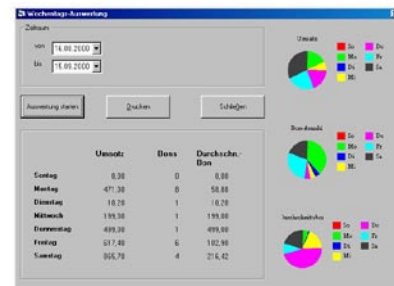 Wochentags-Auswertung
Zeitraum
von 16.08.2000
bis 15.09.2000
Auswertung starten Drucken Schließen
Umsatz Bons Durchschn.-
Bon
Sonntag 0,00 0 0,00
Montag 471,30 8 58,80
Dienstag 10,20 1 10,20
Mittwoch 199,00 1 199,00
Donnerstag 499,00 1 499,00
Freitag 617,40 6 102,90
Samstag 865,70 4 216,42
Umsatz
So Do
Mo Fr
Di Sa
Mi
Bon-Anzahl
So Do
Mo Fr
Di Sa
Mi
Durchschnittsbon
So Do
Mo Fr
Di Sa
Mi